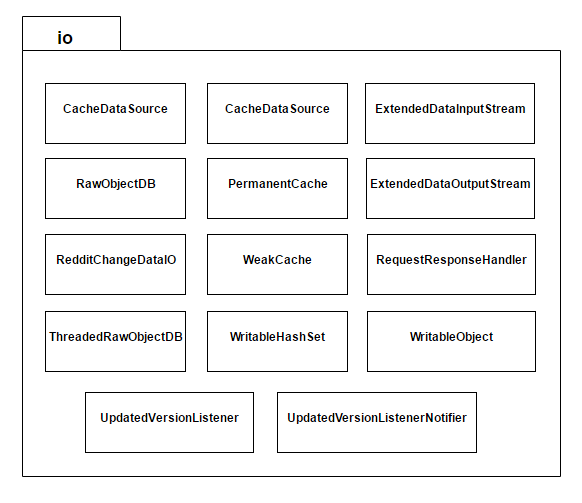 io
CacheDataSource
CacheDataSource
ExtendedDataInputStream
RawObjectDB
PermanentCache
ExtendedDataOutputStream
RedditChangeDataIO
WeakCache
RequestResponseHandler
ThreadedRawObjectDB
WritableHashSet
WritableObject
UpdatedVersionListener
UpdatedVersionListenerNotifier